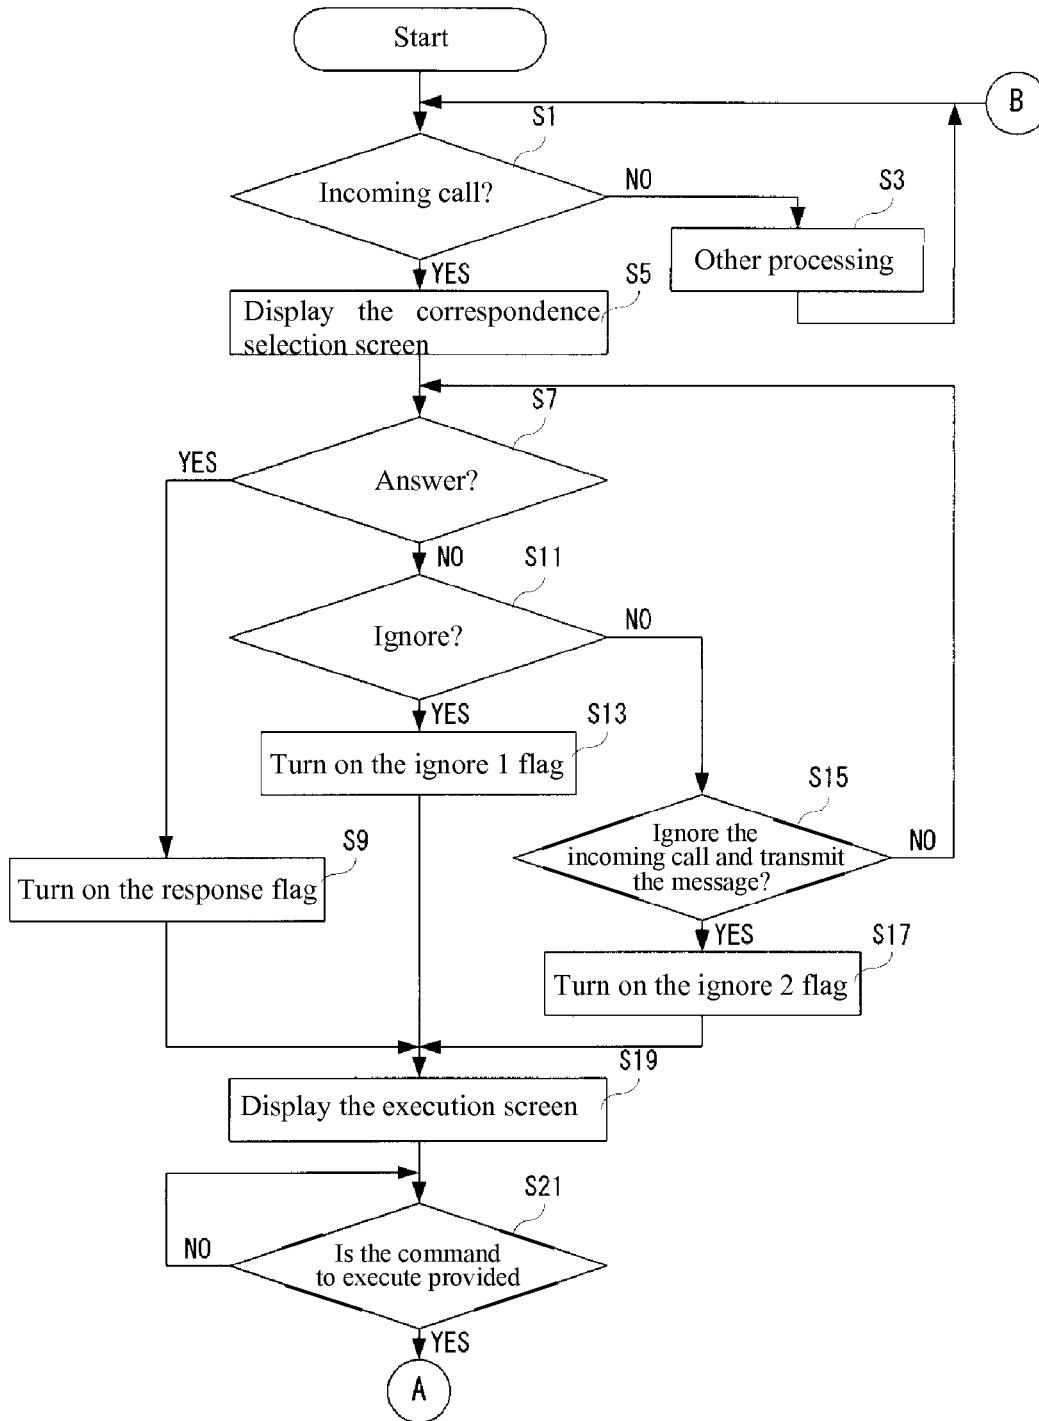 Start
B
S1
Incoming call?
NO
S3
Other processing
YES
S5
Display the correspondence
selection screen
S7
YES
Answer?
NO
S11
Ignore?
NO
YES
S13
Turn on the ignore 1 flag
S15
Ignore the
incoming call and transmit
the message?
NO
S9
Turn on the response flag
YES
S17
Turn on the ignore 2 flag
S19
Display the execution screen
S21
NO
Is the command
to execute provided
YES
A